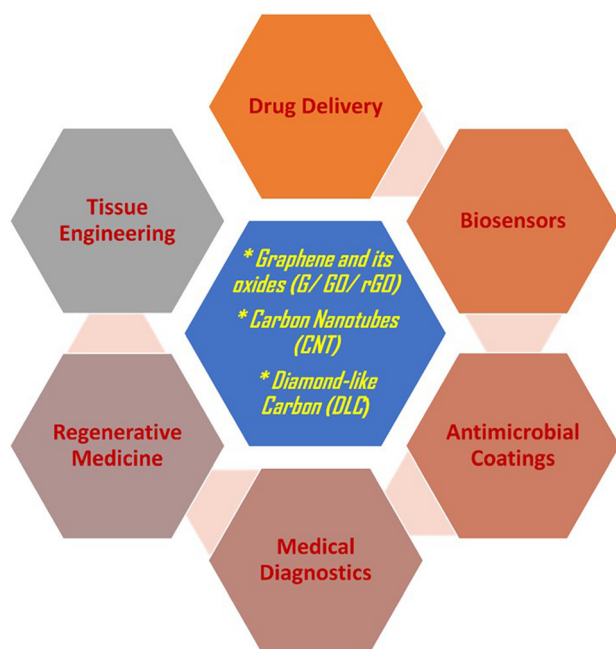 Drug Delivery
Biosensors
Antimicrobial
Coatings
Medical
Diagnostics
Regenerative
Medicine
Tissue
Engineering
* Graphene and its
oxides (G/ GO/ rGO)
* Carbon Nanotubes
(CNT)
* Diamond-like
Carbon (DLC)